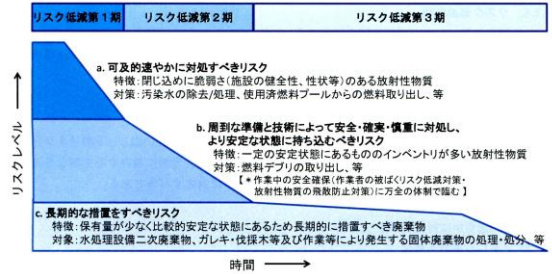 リスク低減第1期
リスク低減第2期
リスク低減第3期
a. 可及的速やかに対処すべきリスク
特徴：閉じ込めに脆弱さ（施設の健全性、性状等）のある放射性物質
対策：汚染水の除去/処理、使用済燃料プールからの燃料取り出し、等
b. 周到な準備と技術によって安全・確実・慎重に対処し、
より安定な状態に持ち込むべきリスク
特徴：一定の安定状態にあるもののインベントリが多い放射性物質
対策：燃料デブリの取り出し、等
【＊作業中の安全確保（作業者の被ばくリスク低減対策・
放射性物質の飛散防止対策）に万全の体制で臨む】
c. 長期的な措置をすべきリスク
特徴：保有量が少なく比較的安定な状態にあるため長期的に措置すべき廃棄物
対象：水処理設備二次廃棄物、ガレキ・伐採木等及び作業等により発生する固体廃棄物の処理・処分、等
リスクレベル
時間